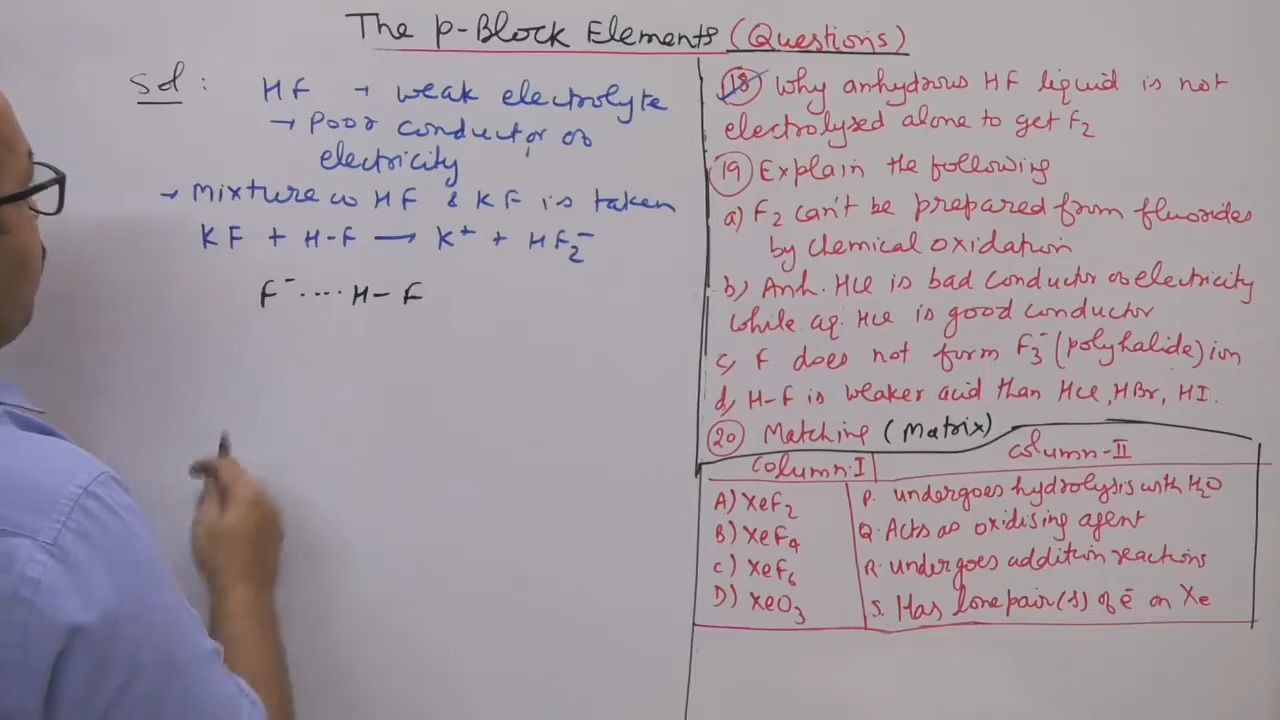 The p-Block Elements (Questions)
Sol :
HF → weak electrolyte
→ Poor conductor of
electricity
→ Mixture of HF & KF is taken
KF + H-F → K⁺ + HF₂⁻
F⁻ ···· H – F
(18) Why anhydrous HF liquid is not
electrolyzed alone to get F₂
(19) Explain the following
a) F₂ can't be prepared from fluorides
by chemical oxidation
b) Anh. HCl is bad conductor of electricity
while aq. HCl is good conductor
c) F does not form F₃⁻ (polyhalide) ion
d) H-F is weaker acid than HCl, HBr, HI.
(20) Matching (Matrix)
Column-I Column-II
A) XeF₂ P. undergoes hydrolysis with H₂O
B) XeF₄ Q. Acts as oxidising agent
C) XeF₆ R. undergoes addition reactions
D) XeO₃ S. Has lone pair(s) of ē on Xe